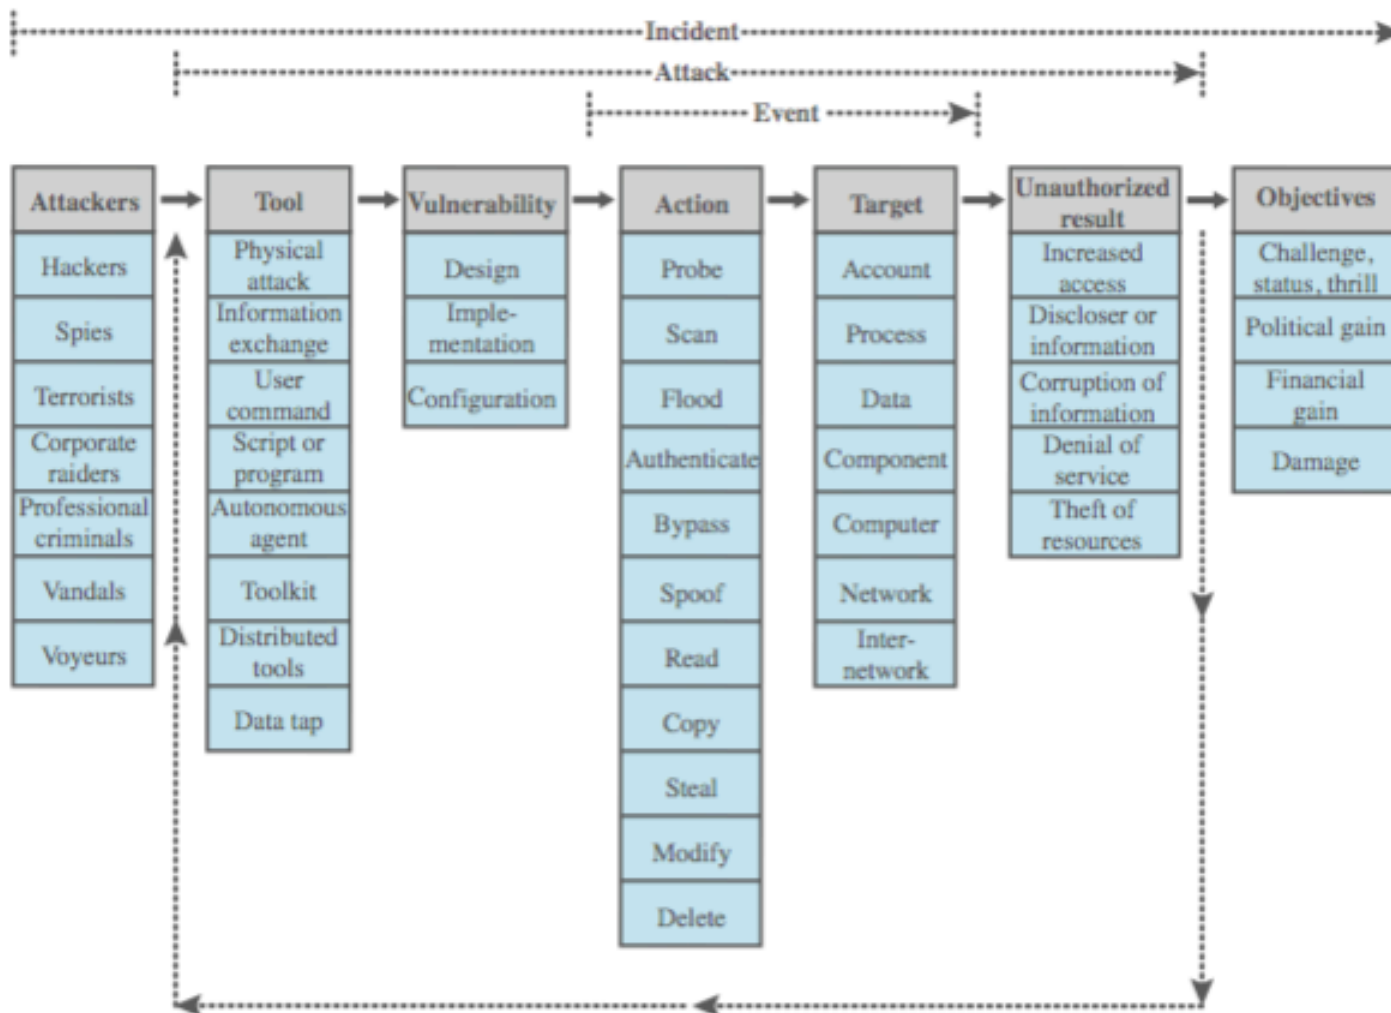 Incident
Attack
Event
Attackers
Hackers
Spies
Terrorists
Corporate
raiders
Professional
criminals
Vandals
Voyeurs
Tool
Physical
attack
Information
exchange
User
command
Script or
program
Autonomous
agent
Toolkit
Distributed
tools
Data tap
Vulnerability
Design
Imple-
mentation
Configuration
Action
Probe
Scan
Flood
Authenticate
Bypass
Spoof
Read
Copy
Steal
Modify
Delete
Target
Account
Process
Data
Component
Computer
Network
Inter-
network
Unauthorized
result
Increased
access
Discloser or
information
Corruption of
information
Denial of
service
Theft of
resources
Objectives
Challenge,
status, thrill
Political gain
Financial
gain
Damage